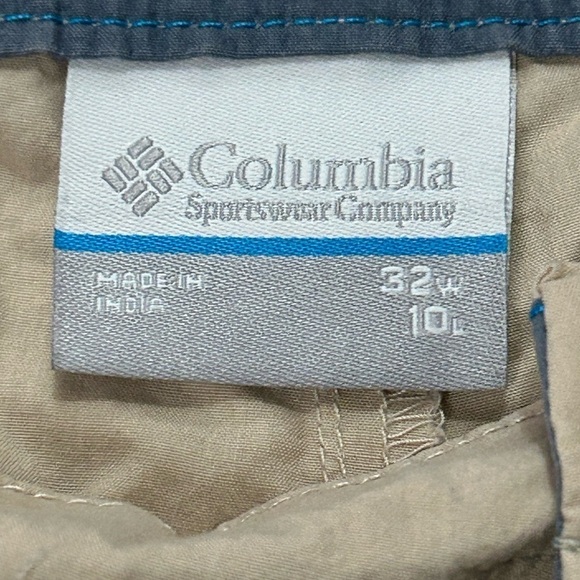 Columbia
Sportswear Company
MADE IN
INDIA
32W
10L